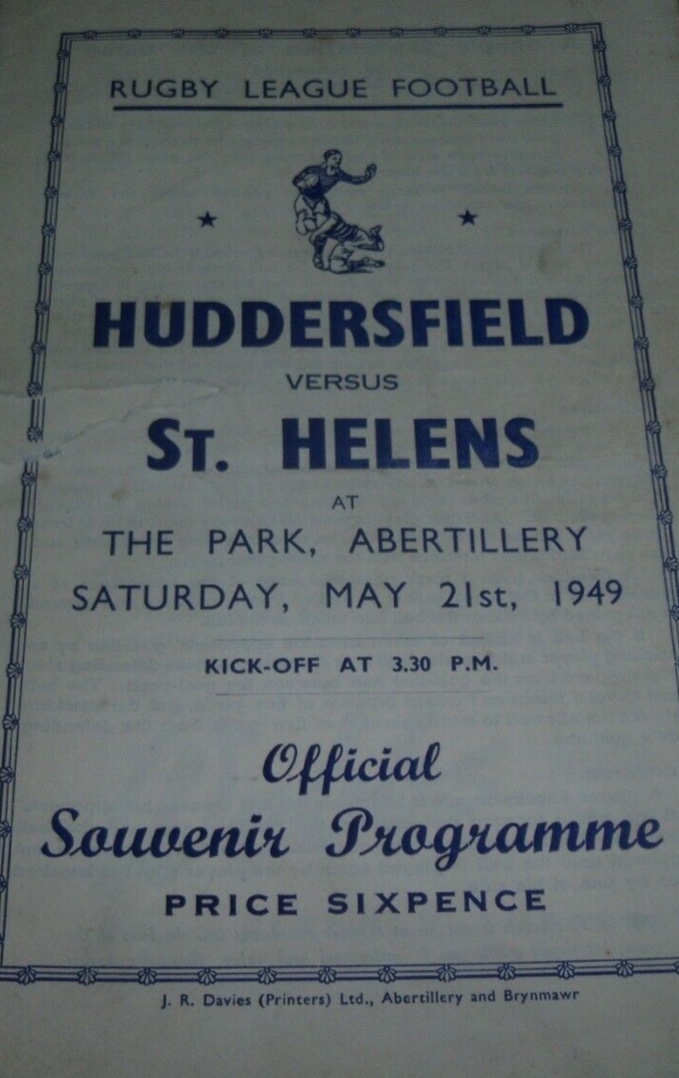 RUGBY LEAGUE FOOTBALL
HUDDERSFIELD
VERSUS
ST. HELENS
AT
THE PARK, ABERTILLERY
SATURDAY, MAY 21st, 1949
KICK-OFF AT 3.30 P.M.
Official
Souvenir Programme
PRICE SIXPENCE
J. R. Davies (Printers) Ltd., Abertillery and Brynmawr